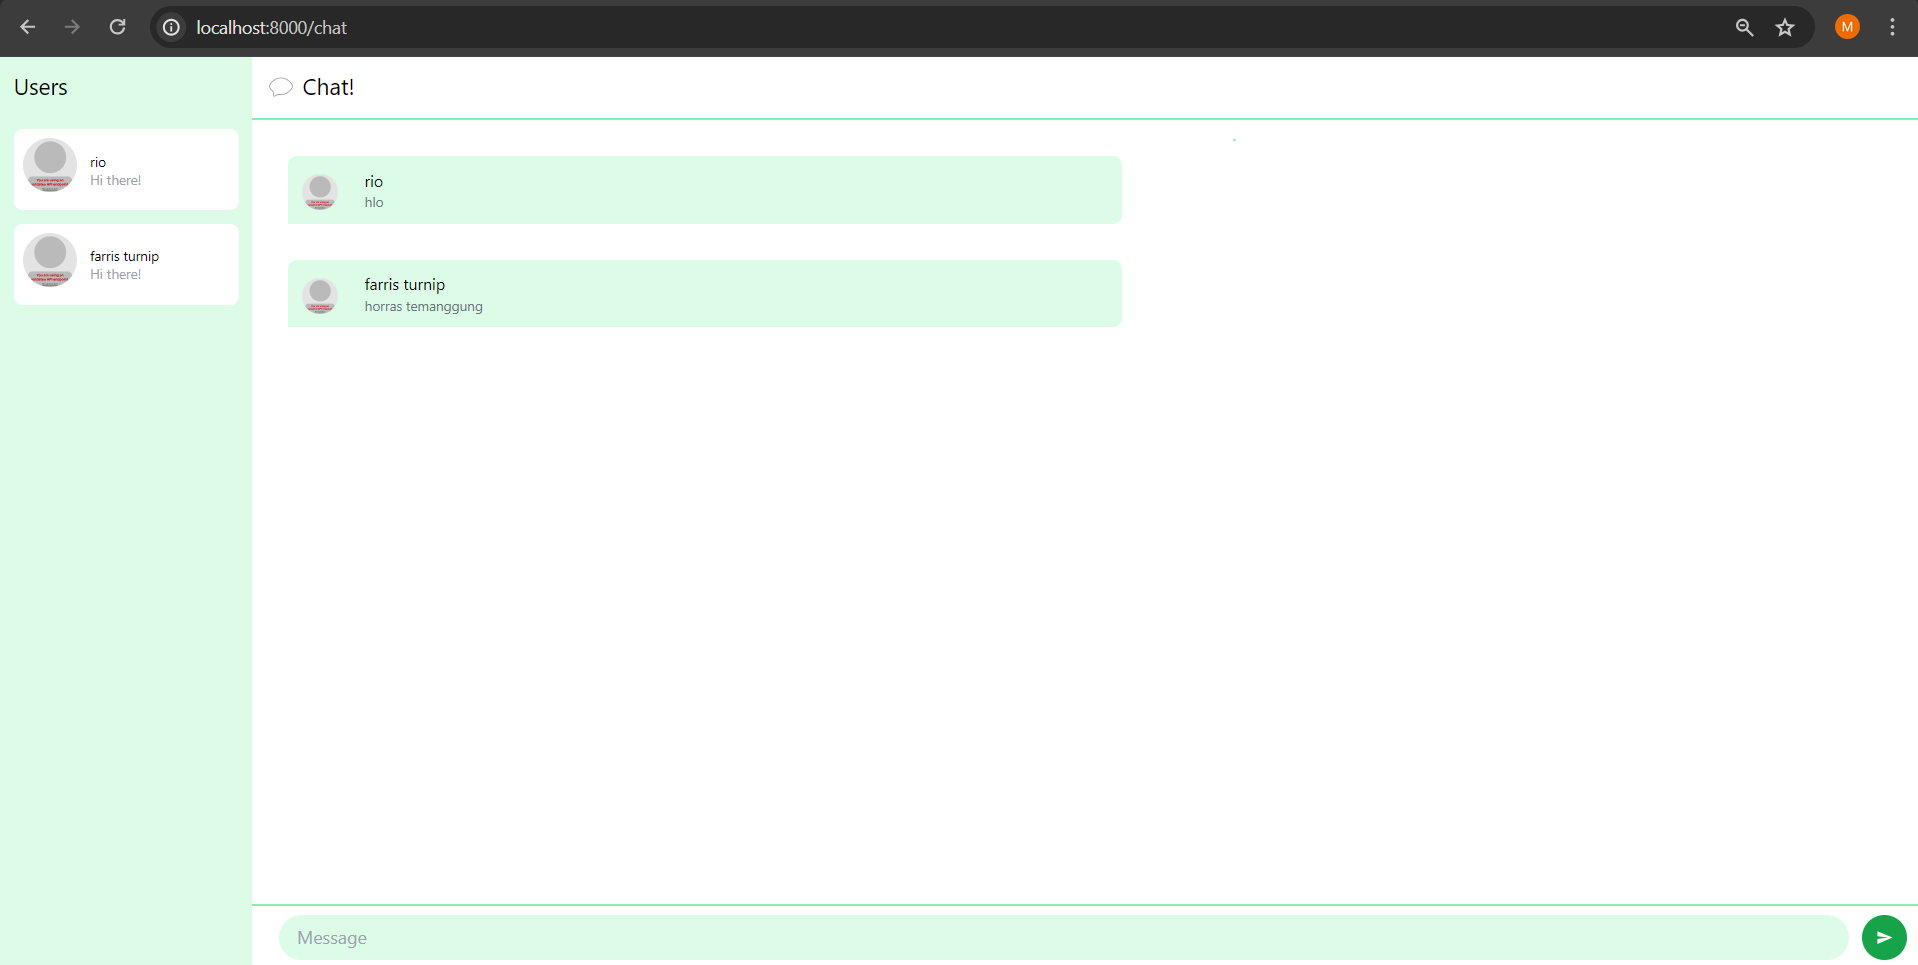 localhost:8000/chat
M
Users
Chat!
rio
Hi there!
farris turnip
Hi there!
rio
hlo
farris turnip
horras temanggung
Message